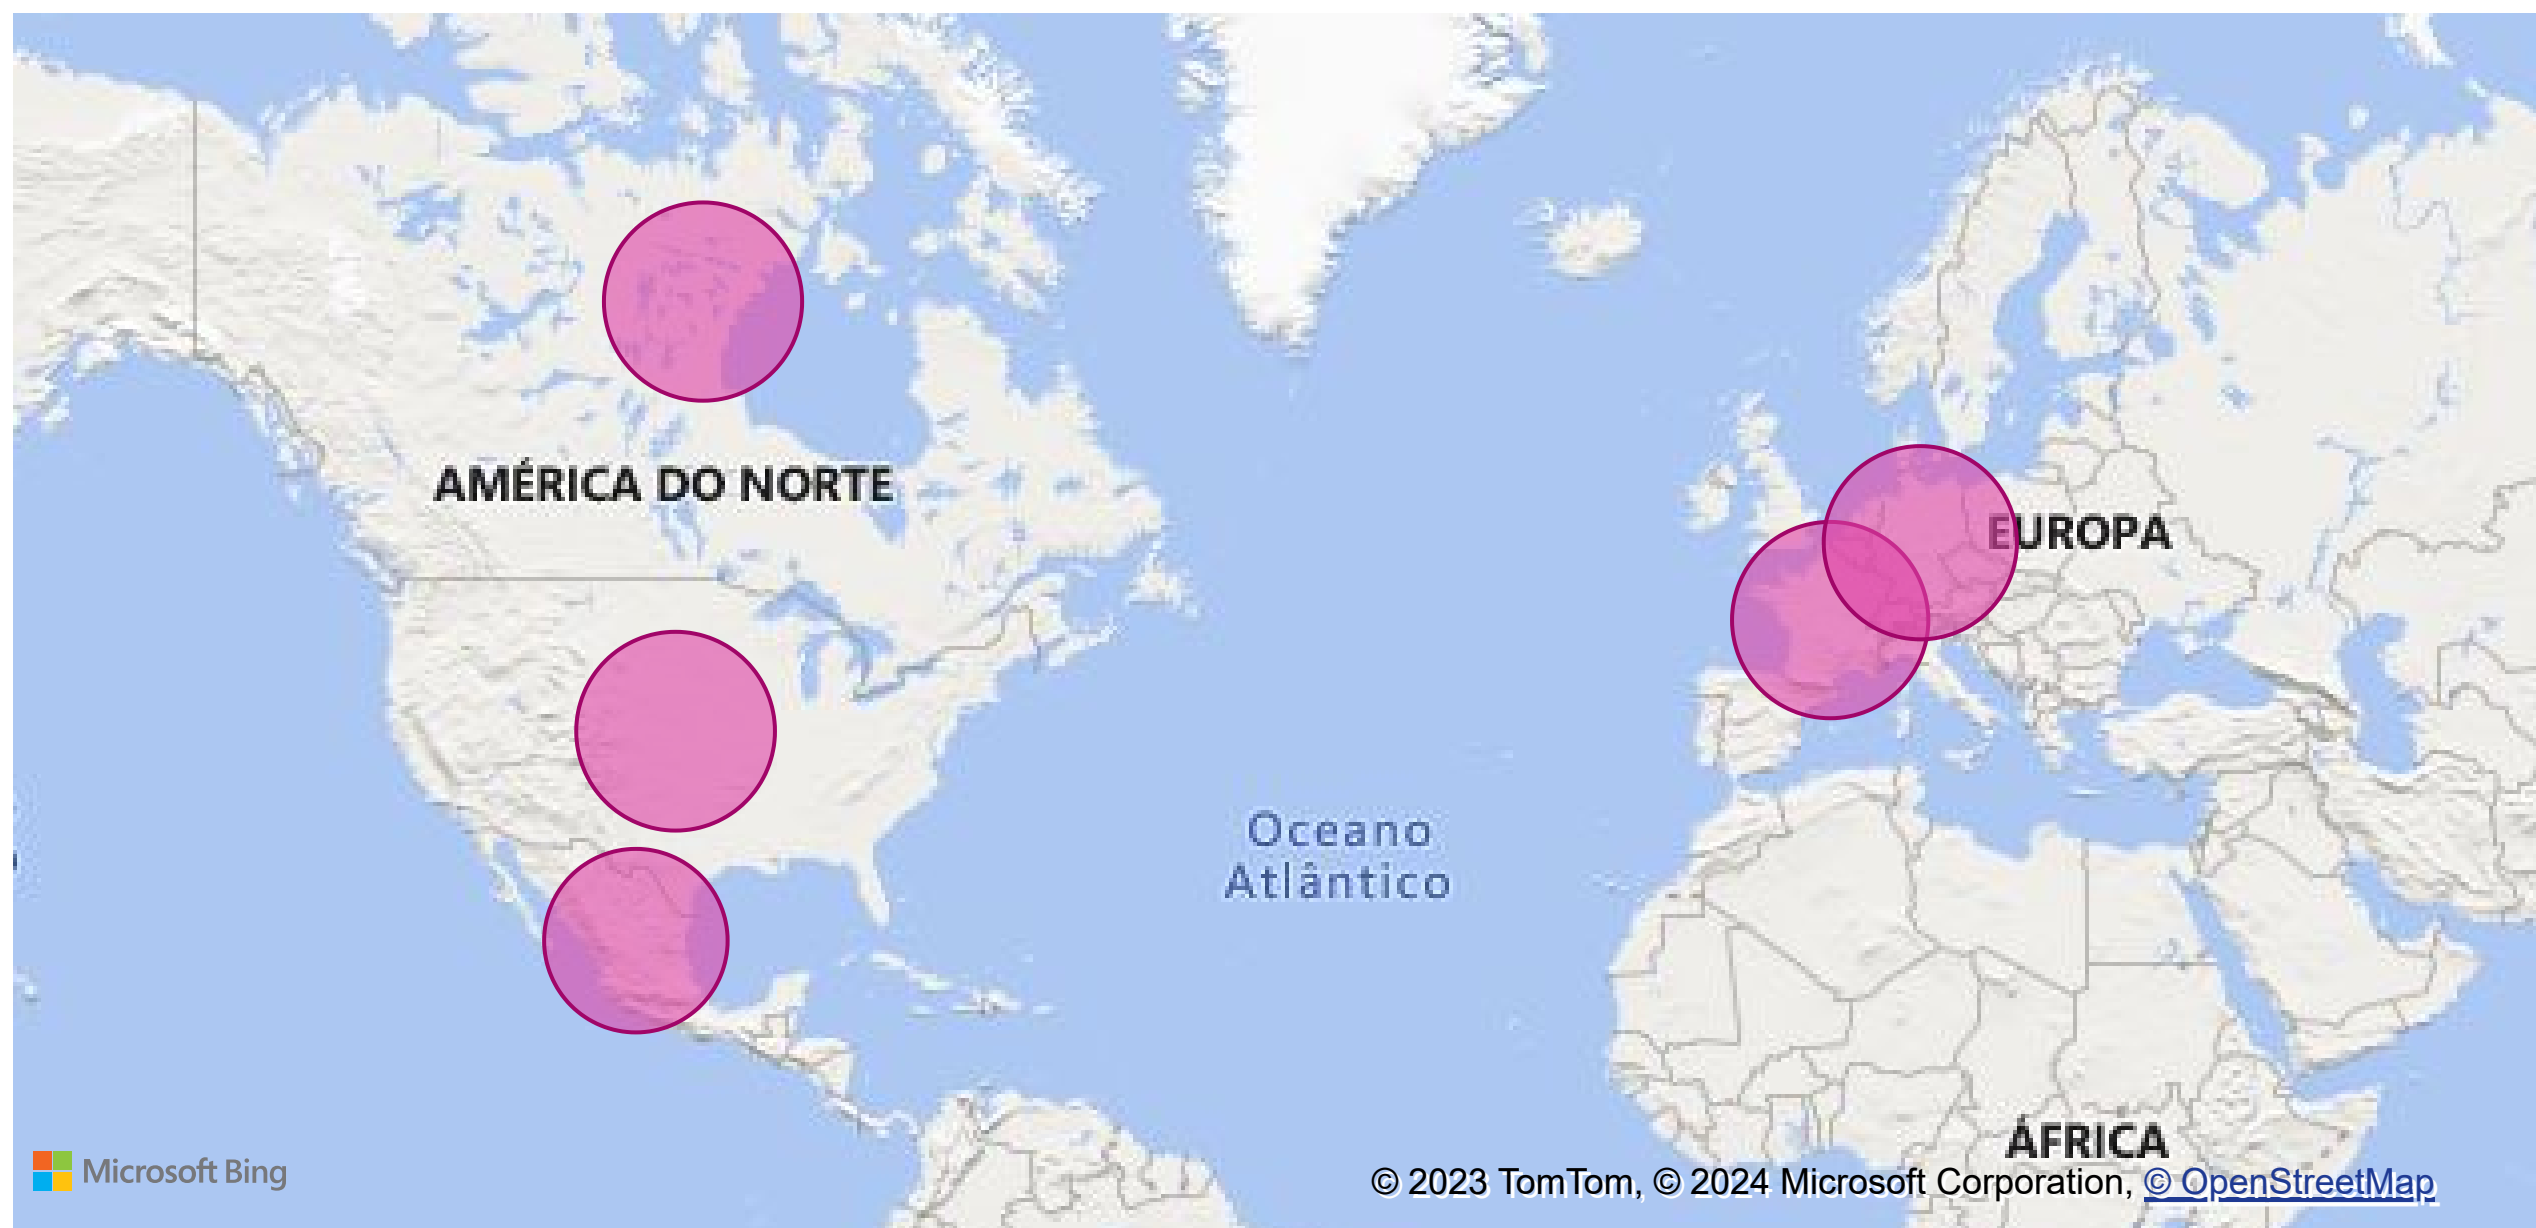 AMÉRICA DO NORTE
EUROPA
Oceano
Atlântico
ÁFRICA
Microsoft Bing
© 2023 TomTom, © 2024 Microsoft Corporation, © OpenStreetMap